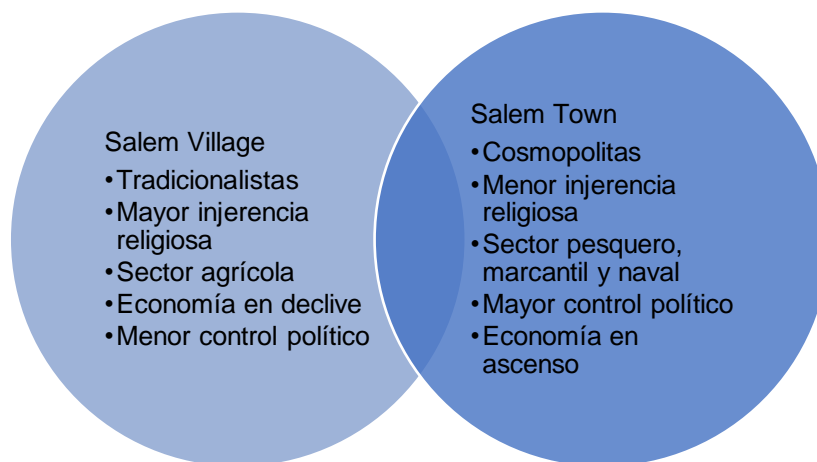 Salem Village
•Tradicionalistas
•Mayor injerencia
religiosa
•Sector agrícola
•Economía en declive
•Menor control político
Salem Town
•Cosmopolitas
•Menor injerencia
religiosa
•Sector pesquero,
marcantil y naval
•Mayor control político
•Economía en
ascenso